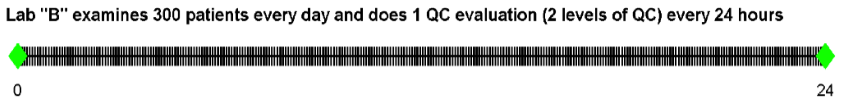 Lab "B" examines 300 patients every day and does 1 QC evaluation (2 levels of QC) every 24 hours
0 24